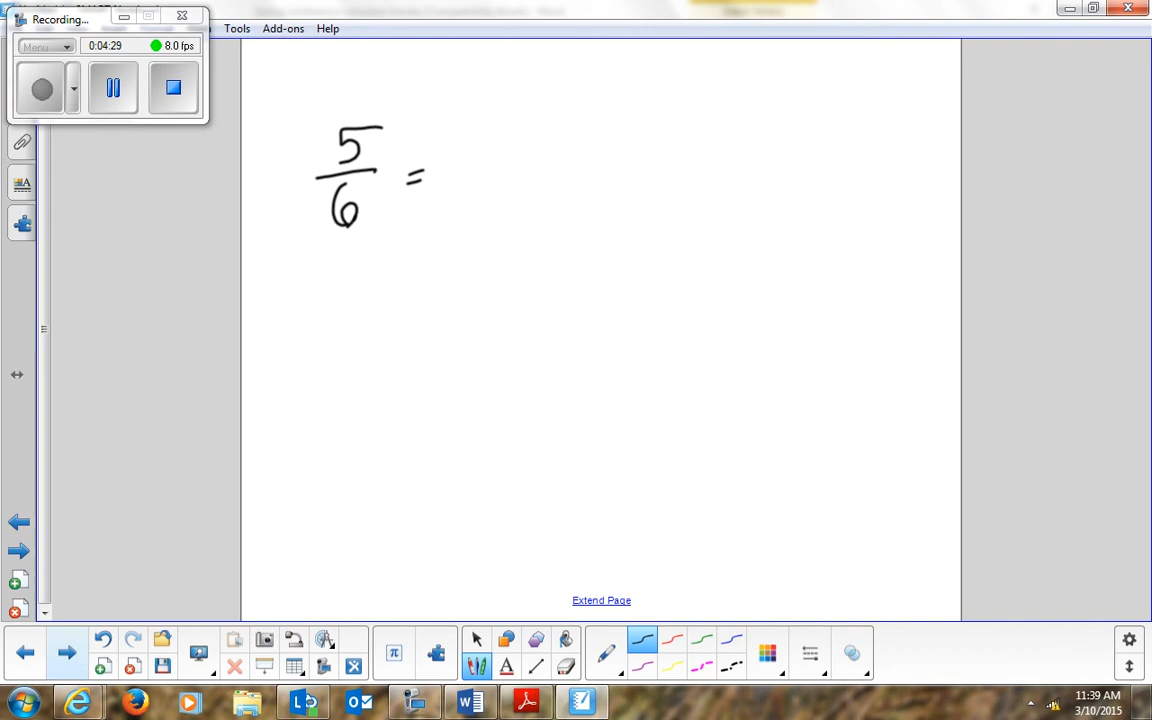 Recording...
Menu
0:04:29
8.0 fps
Tools Add-ons Help
5
6 =
Extend Page
11:39 AM
3/10/2015